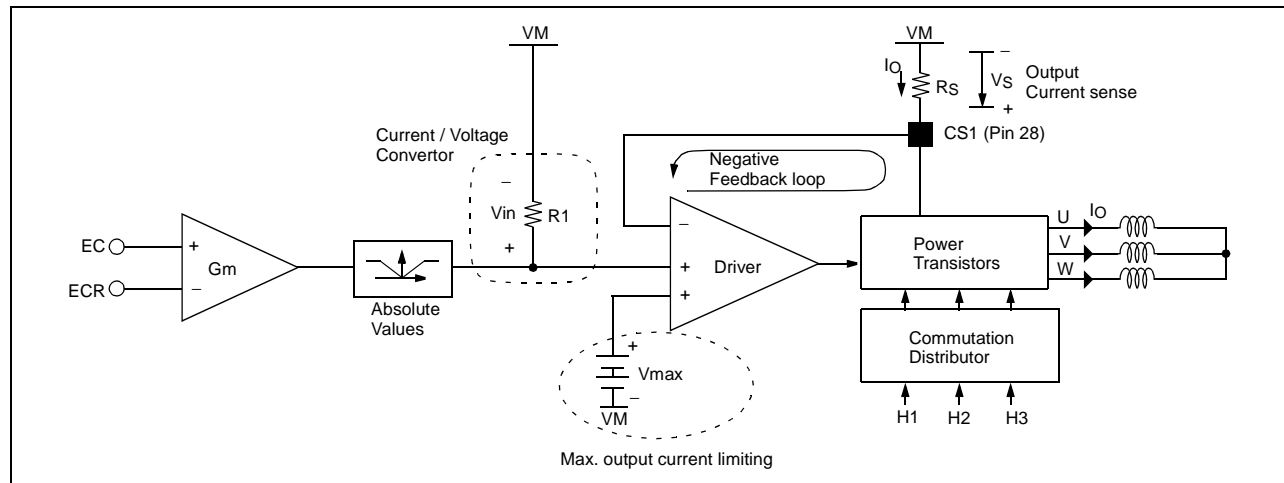 VM
VM
IO
RS
−
VS
+
Output
Current sense
CS1 (Pin 28)
Current / Voltage
Convertor
Negative
Feedback loop
−
Vin
+
R1
EC
ECR
+
−
Gm
Absolute
Values
−
+
+
Driver
Power
Transistors
U
V
W
IO
Commutation
Distributor
H1
H2
H3
+
Vmax
−
VM
Max. output current limiting